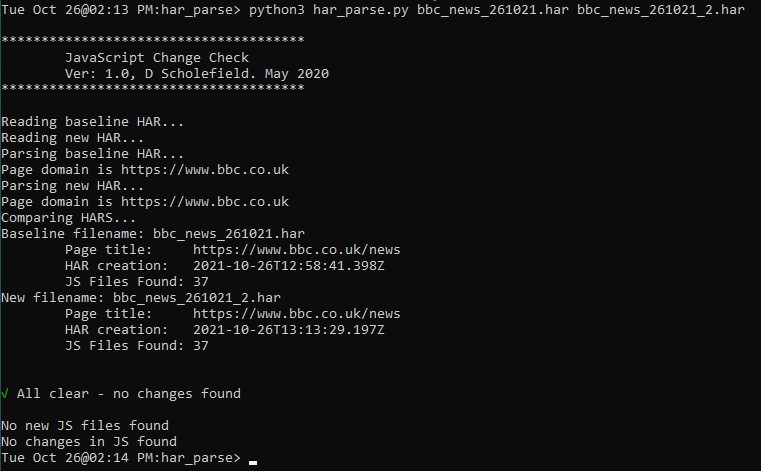 Tue Oct 26@02:13 PM:har_parse> python3 har_parse.py bbc_news_261021.har bbc_news_261021_2.har
**************************************
JavaScript Change Check
Ver: 1.0, D Scholefield. May 2020
**************************************
Reading baseline HAR...
Reading new HAR...
Parsing baseline HAR...
Page domain is https://www.bbc.co.uk
Parsing new HAR...
Page domain is https://www.bbc.co.uk
Comparing HARS...
Baseline filename: bbc_news_261021.har
Page title: https://www.bbc.co.uk/news
HAR creation: 2021-10-26T12:58:41.398Z
JS Files Found: 37
New filename: bbc_news_261021_2.har
Page title: https://www.bbc.co.uk/news
HAR creation: 2021-10-26T13:13:29.197Z
JS Files Found: 37
√ All clear - no changes found
No new JS files found
No changes in JS found
Tue Oct 26@02:14 PM:har_parse>